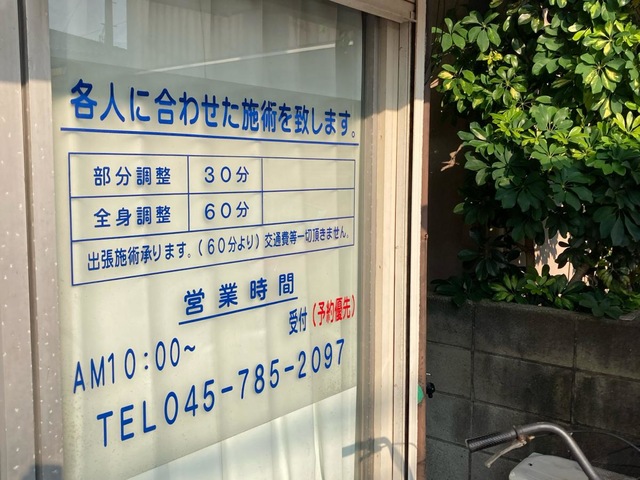 各人に合わせた施術を致します。
部分調整 30分
全身調整 60分
出張施術承ります。(60分より)交通費等一切頂きません。
営業時間
受付(予約優先)
AM10:00~
TEL045-785-2097